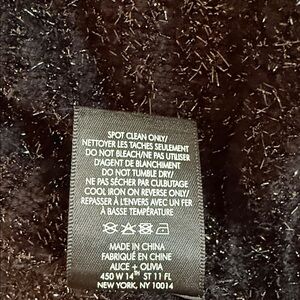 SPOT CLEAN ONLY/
NETTOYER LES TACHES SEULEMENT
DO NOT BLEACH/NE PAS UTILISER
D'AGENT DE BLANCHIMENT
DO NOT TUMBLE DRY/
NE PAS SÉCHER PAR CULBUTAGE
COOL IRON ON REVERSE ONLY/
REPASSER À L'ENVERS AVEC UN FER
À BASSE TEMPÉRATURE
MADE IN CHINA
FABRIQUÉ EN CHINE
ALICE + OLIVIA
450 W 14TH ST 11 FL
NEW YORK, NY 10014